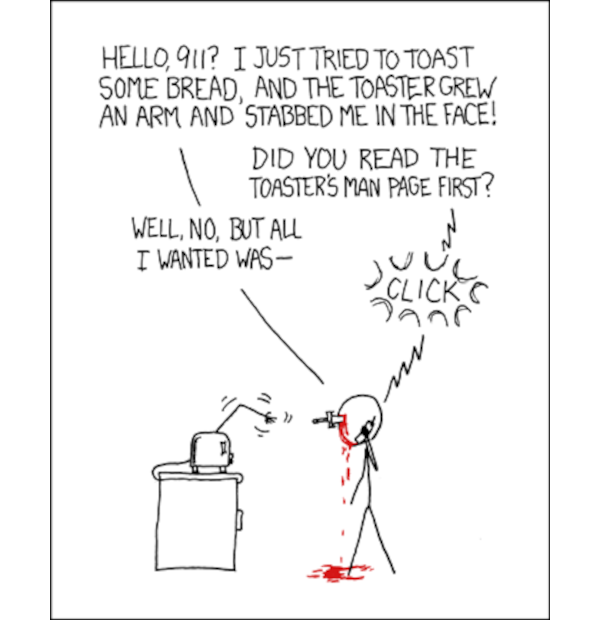 HELLO, 911? I JUST TRIED TO TOAST
SOME BREAD, AND THE TOASTER GREW
AN ARM AND STABBED ME IN THE FACE!
DID YOU READ THE
TOASTER'S MAN PAGE FIRST?
WELL, NO, BUT ALL
I WANTED WAS—
CLICK